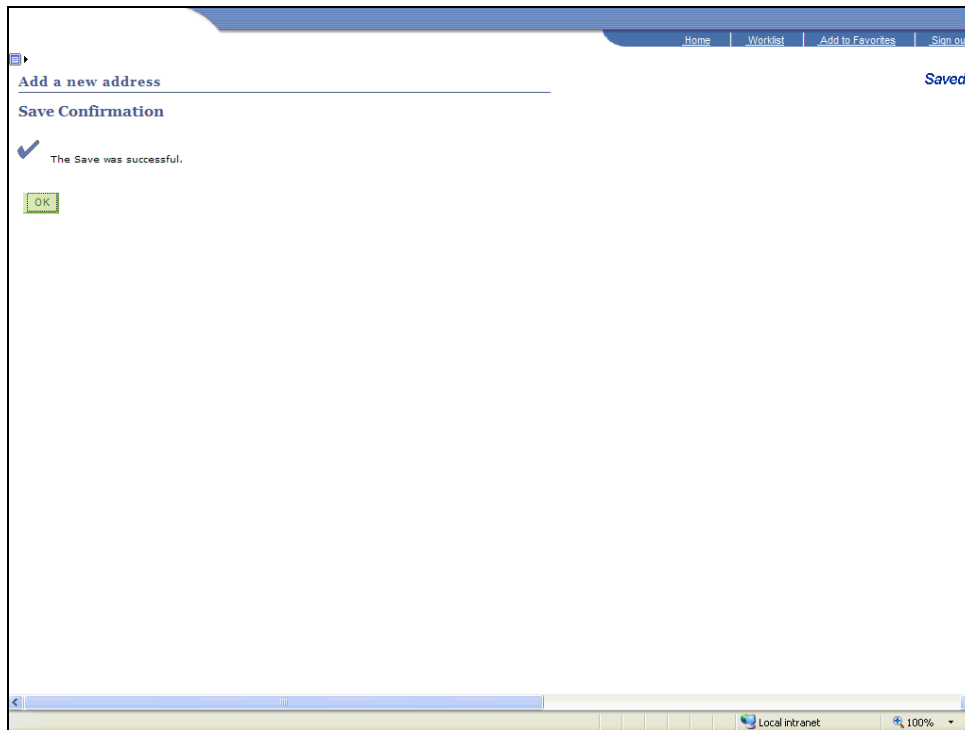 Home Worklist Add to Favorites Sign ou
Add a new address
Saved
Save Confirmation
The Save was successful.
OK
Local intranet 100%